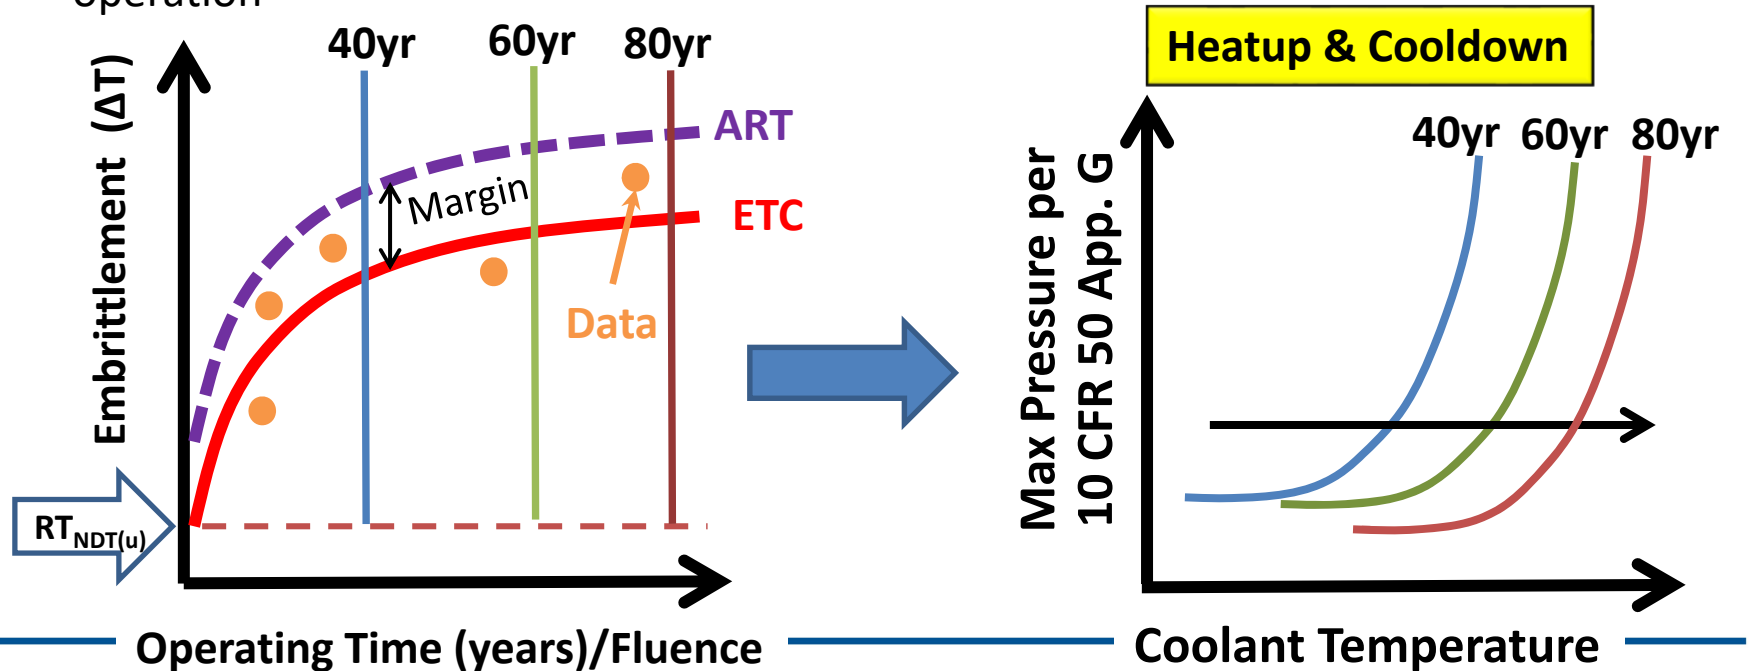 operation
40yr
60yr
80yr
Embrittlement (ΔT)
ART
Margin
ETC
Data
RTNDT(u)
Operating Time (years)/Fluence
Heatup & Cooldown
40yr
60yr
80yr
Max Pressure per
10 CFR 50 App. G
Coolant Temperature